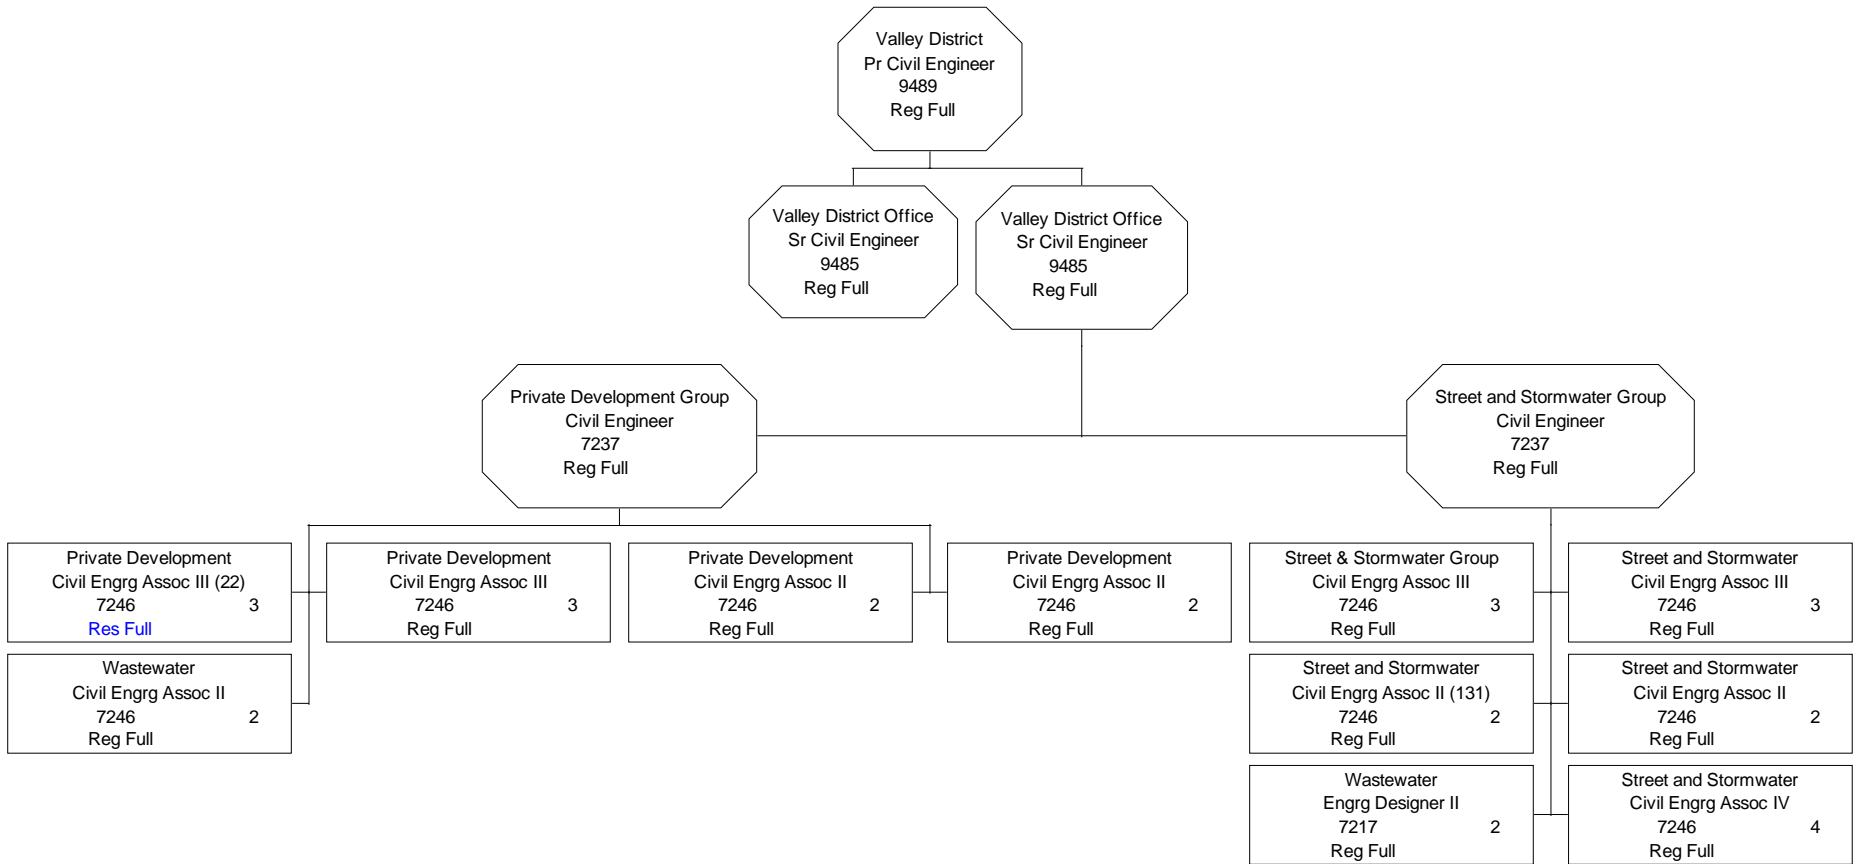 Valley District
Pr Civil Engineer
9489
Reg Full
Valley District Office
Sr Civil Engineer
9485
Reg Full
Valley District Office
Sr Civil Engineer
9485
Reg Full
Private Development Group
Civil Engineer
7237
Reg Full
Street and Stormwater Group
Civil Engineer
7237
Reg Full
Private Development
Civil Engrg Assoc III (22)
7246 3
Res Full
Private Development
Civil Engrg Assoc III
7246 3
Reg Full
Private Development
Civil Engrg Assoc II
7246 2
Reg Full
Private Development
Civil Engrg Assoc II
7246 2
Reg Full
Street & Stormwater Group
Civil Engrg Assoc III
7246 3
Reg Full
Street and Stormwater
Civil Engrg Assoc III
7246 3
Reg Full
Wastewater
Civil Engrg Assoc II
7246 2
Reg Full
Street and Stormwater
Civil Engrg Assoc II (131)
7246 2
Reg Full
Street and Stormwater
Civil Engrg Assoc II
7246 2
Reg Full
Wastewater
Engrg Designer II
7217 2
Reg Full
Street and Stormwater
Civil Engrg Assoc IV
7246 4
Reg Full